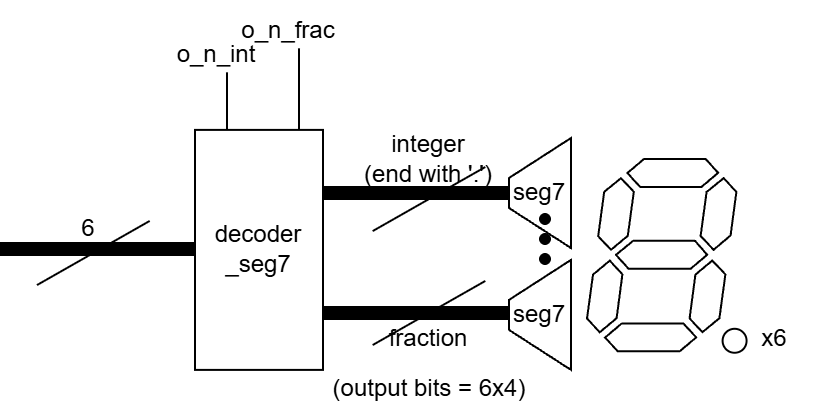 o_n_frac
o_n_int
integer
(end with '.')
6
seg7
decoder
_seg7
seg7
fraction
x6
(output bits = 6x4)